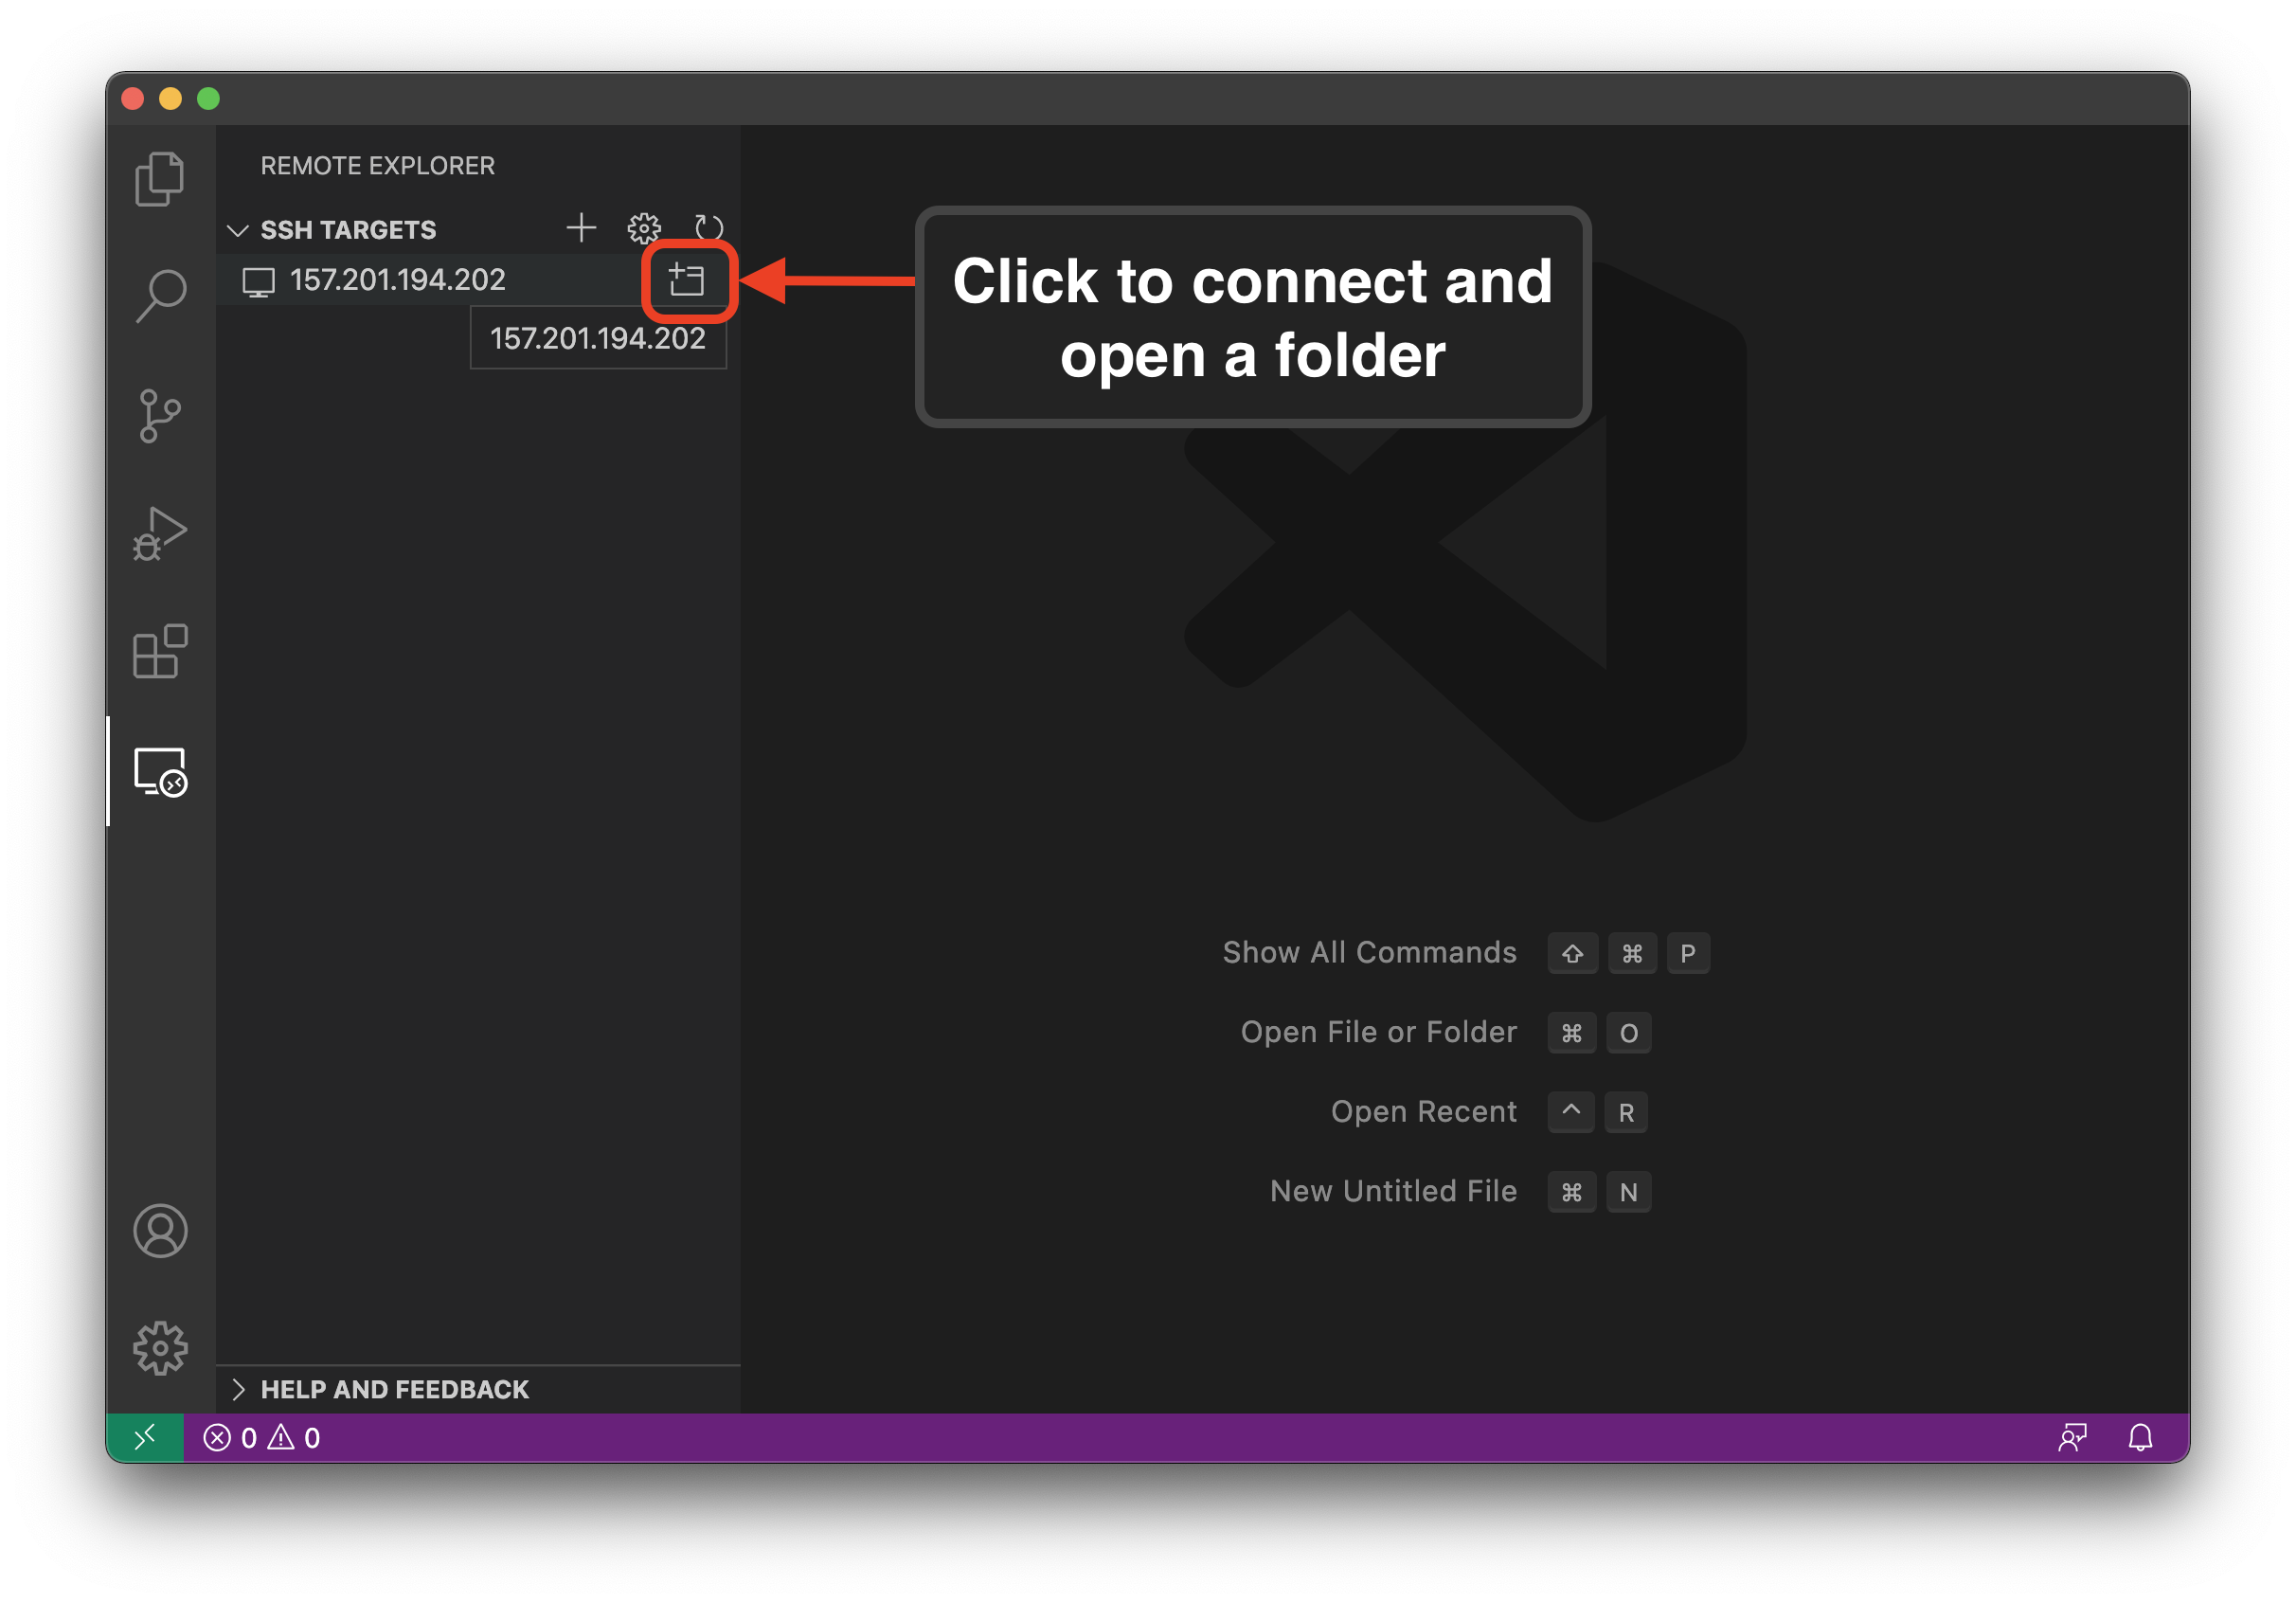 REMOTE EXPLORER
SSH TARGETS
157.201.194.202
157.201.194.202
Click to connect and
open a folder
Show All Commands ⇧ ⌘ P
Open File or Folder ⌘ O
Open Recent ^ R
New Untitled File ⌘ N
HELP AND FEEDBACK
0 0